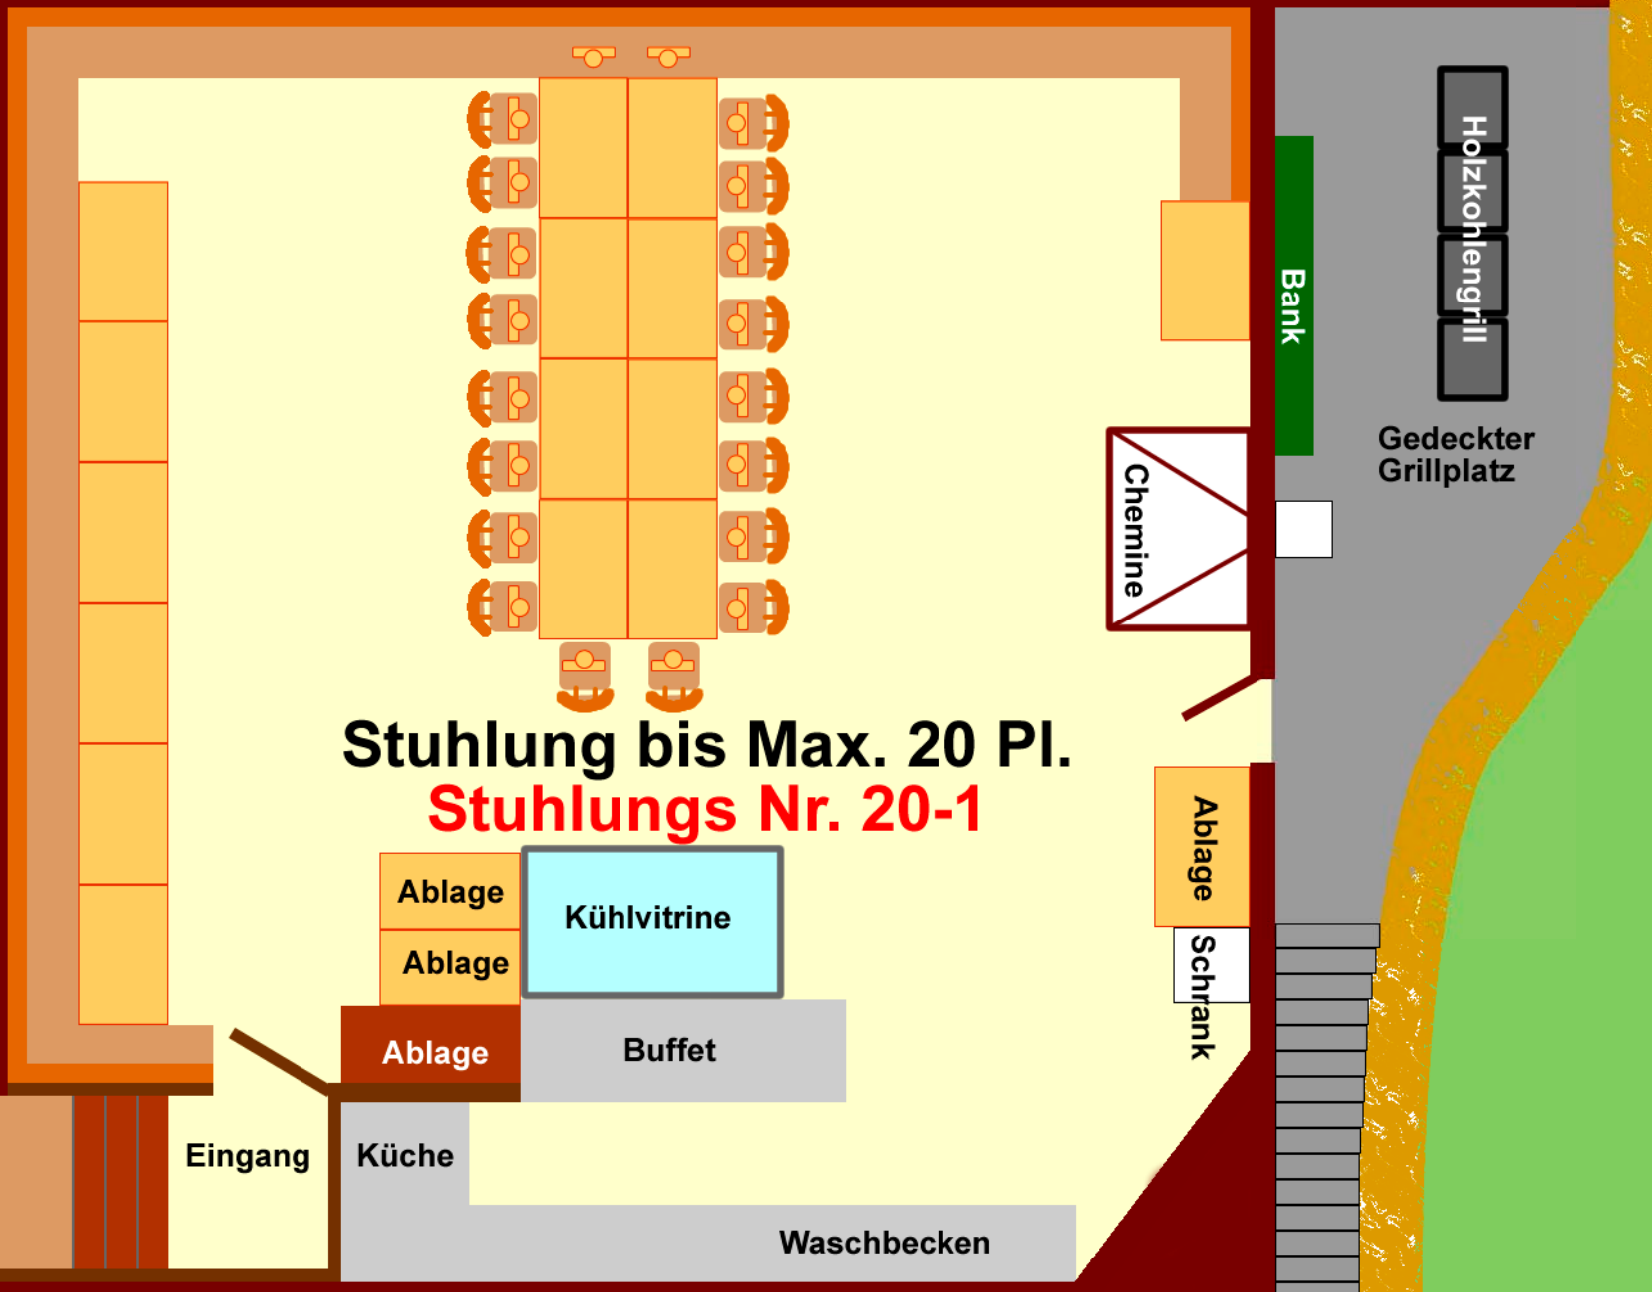 Holzkohlengrill
Bank
Gedeckter
Grillplatz
Chemine
Stuhlung bis Max. 20 Pl.
Stuhlungs Nr. 20-1
Ablage
Ablage
Kühlvitrine
Ablage
Schrank
Ablage
Buffet
Eingang
Küche
Waschbecken